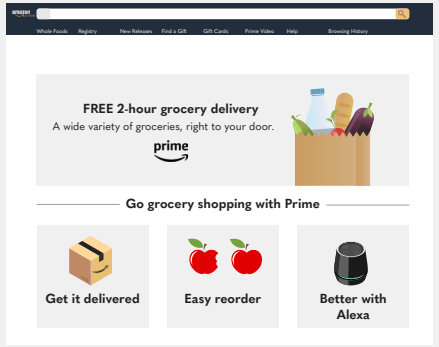 amazon
Whole Foods Registry New Releases Find a Gift Gift Cards Prime Video Help Browsing History
FREE 2-hour grocery delivery
A wide variety of groceries, right to your door.
prime
Go grocery shopping with Prime
Get it delivered
Easy reorder
Better with
Alexa